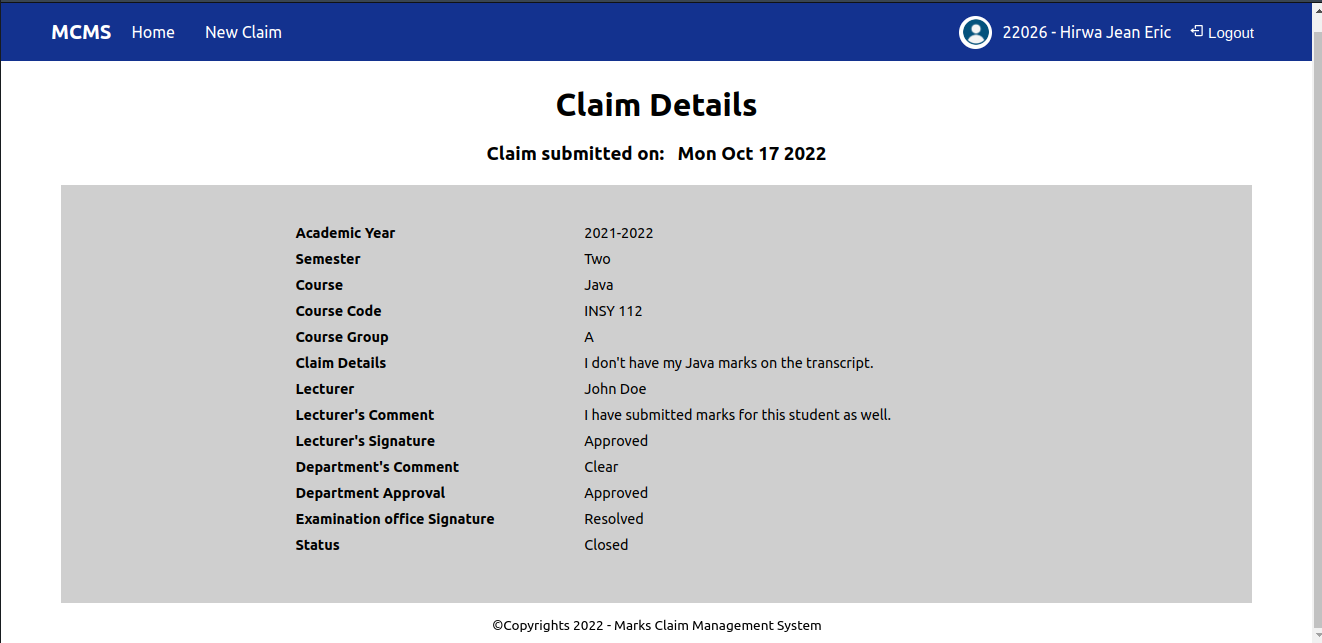 MCMS Home New Claim 22026 - Hirwa Jean Eric Logout
Claim Details
Claim submitted on: Mon Oct 17 2022
Academic Year 2021-2022
Semester Two
Course Java
Course Code INSY 112
Course Group A
Claim Details I don't have my Java marks on the transcript.
Lecturer John Doe
Lecturer's Comment I have submitted marks for this student as well.
Lecturer's Signature Approved
Department's Comment Clear
Department Approval Approved
Examination office Signature Resolved
Status Closed
©Copyrights 2022 - Marks Claim Management System